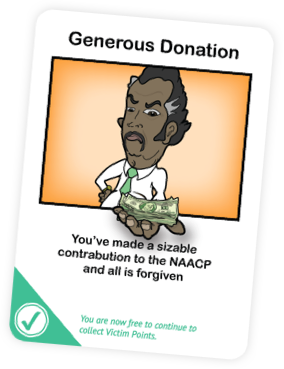 Generous Donation
You've made a sizable
contrabution to the NAACP
and all is forgiven
You are now free to continue to
collect Victim Points.